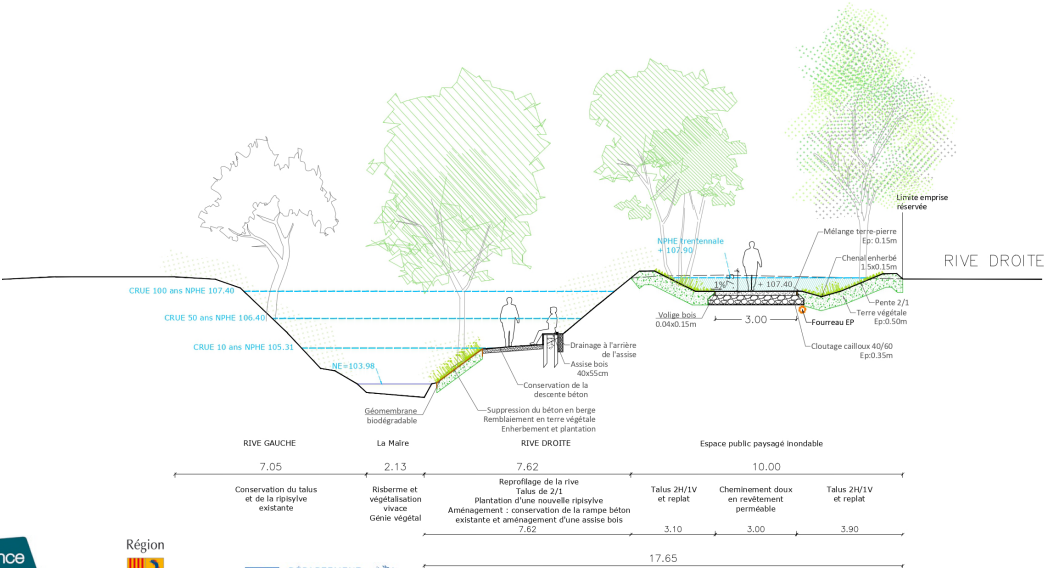 Limite emprise
réservée
Mélange terre-pierre
Ep: 0.15m
NPHE trentennale
+ 107.90
Chenal enherbé
1.5x0.15m
RIVE DROITE
1%
+ 107.40
CRUE 100 ans NPHE 107.40
Pente 2/1
Terre végétale
Ep:0.50m
Volige bois
0.04x0.15m
3.00
Fourreau EP
CRUE 50 ans NPHE 106.40
Cloutage cailloux 40/60
Ep:0.35m
CRUE 10 ans NPHE 105.31
Drainage à l'arrière
de l'assise
Assise bois
40x55cm
NE=103.98
Conservation de la
descente béton
Géomembrane
biodégradable
Suppression du béton en berge
Remblaiement en terre végétale
Enherbement et plantation
RIVE GAUCHE
La Maïre
RIVE DROITE
Espace public paysagé inondable
7.05
2.13
7.62
10.00
Conservation du talus
et de la ripisylve
existante
Risberme et
végétalisation
vivace
Génie végétal
Reprofilage de la rive
Talus de 2/1
Plantation d'une nouvelle ripisylve
Aménagement : conservation de la rampe béton
existante et aménagement d'une assise bois
Talus 2H/1V
et replat
Cheminement doux
en revêtement
perméable
Talus 2H/1V
et replat
7.62
3.10
3.00
3.90
17.65
Région